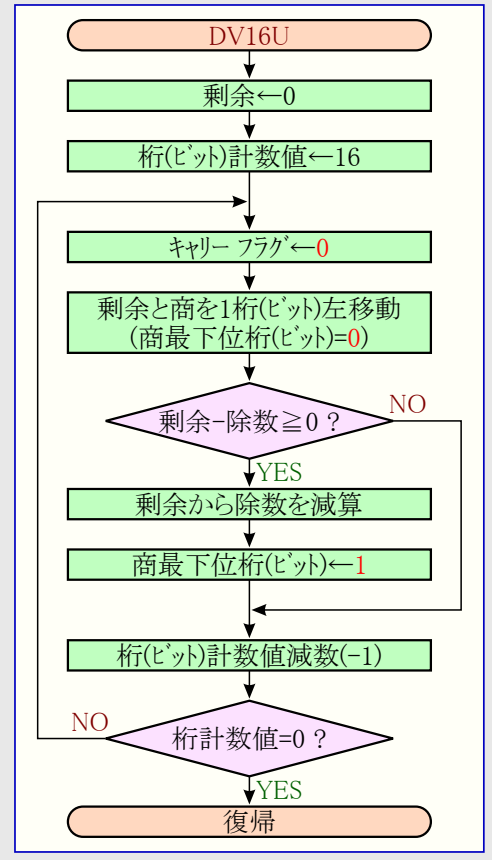 DV16U
剰余←0
桁(ﾋﾞｯﾄ)計数値←16
ｷｬﾘｰ ﾌﾗｸﾞ←0
剰余と商を1桁(ﾋﾞｯﾄ)左移動
(商最下位桁(ﾋﾞｯﾄ)=0)
剰余-除数≧0 ?
NO
YES
剰余から除数を減算
商最下位桁(ﾋﾞｯﾄ)←1
桁(ﾋﾞｯﾄ)計数値減数(-1)
NO
桁計数値=0 ?
YES
復帰